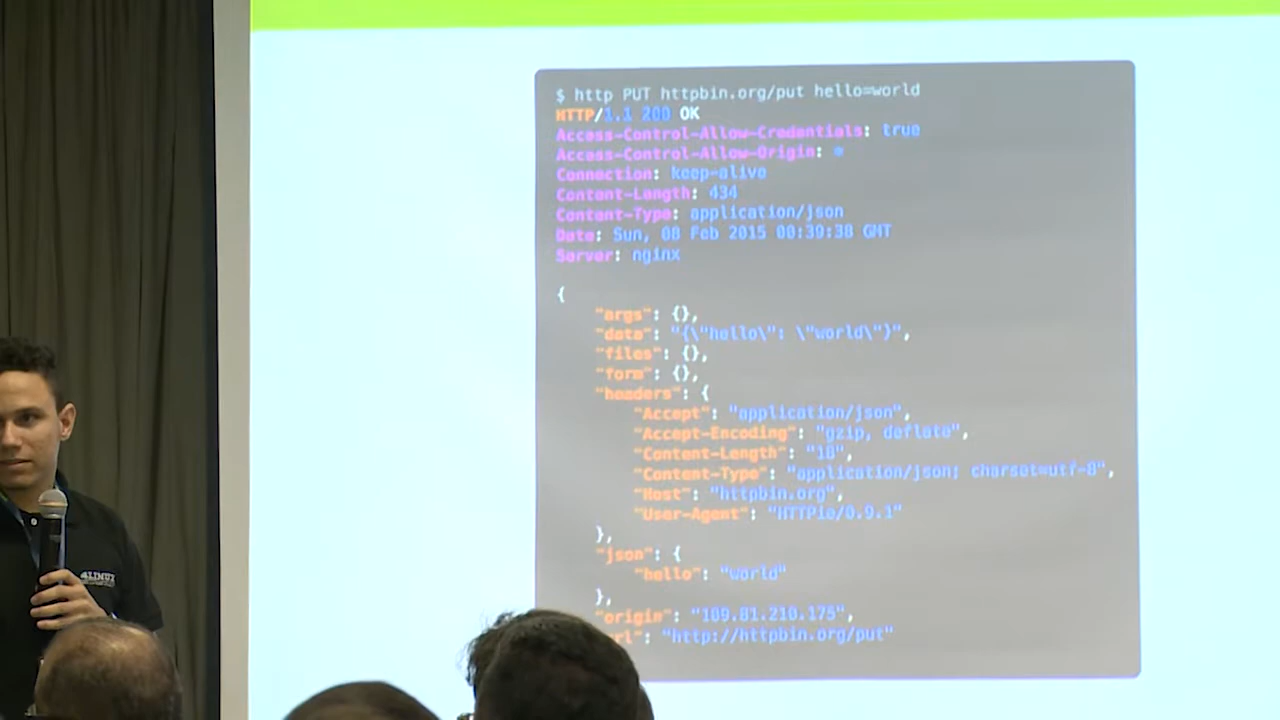 $ http PUT httpbin.org/put hello=world
HTTP/1.1 200 OK
Access-Control-Allow-Credentials: true
Access-Control-Allow-Origin: *
Connection: keep-alive
Content-Length: 434
Content-Type: application/json
Date: Sun, 08 Feb 2015 00:39:38 GMT
Server: nginx
{
"args": {},
"data": "{\"hello\": \"world\"}",
"files": {},
"form": {},
"headers": {
"Accept": "application/json",
"Accept-Encoding": "gzip, deflate",
"Content-Length": "18",
"Content-Type": "application/json; charset=utf-8",
"Host": "httpbin.org",
"User-Agent": "HTTPie/0.9.1"
},
"json": {
"hello": "world"
},
"origin": "109.81.210.175",
rl": "http://httpbin.org/put"
4LINUX